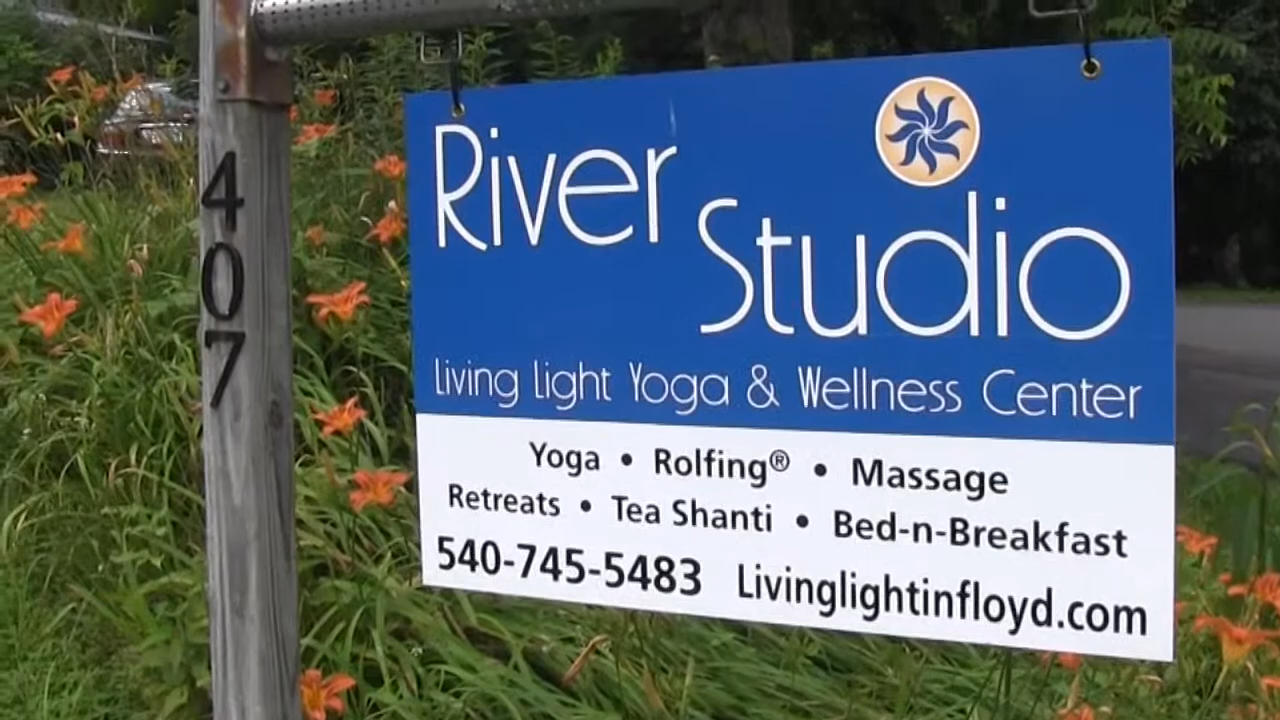 407
River
Studio
Living Light Yoga & Wellness Center
Yoga • Rolfing® • Massage
Retreats • Tea Shanti • Bed-n-Breakfast
540-745-5483 Livinglightinfloyd.com